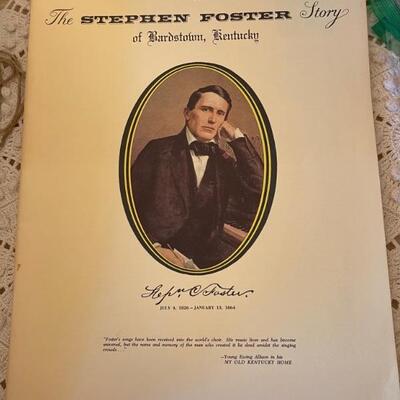 The STEPHEN FOSTER Story
of Bardstown, Kentucky
Stepn. C. Foster.
JULY 4, 1826 — JANUARY 13, 1864
"Foster's songs have been received into the world's choir. His music lives and has become
universal, but the name and memory of the man who created it lie dead amidst the singing
crowds . . ."
—Young Ewing Allison in his
MY OLD KENTUCKY HOME